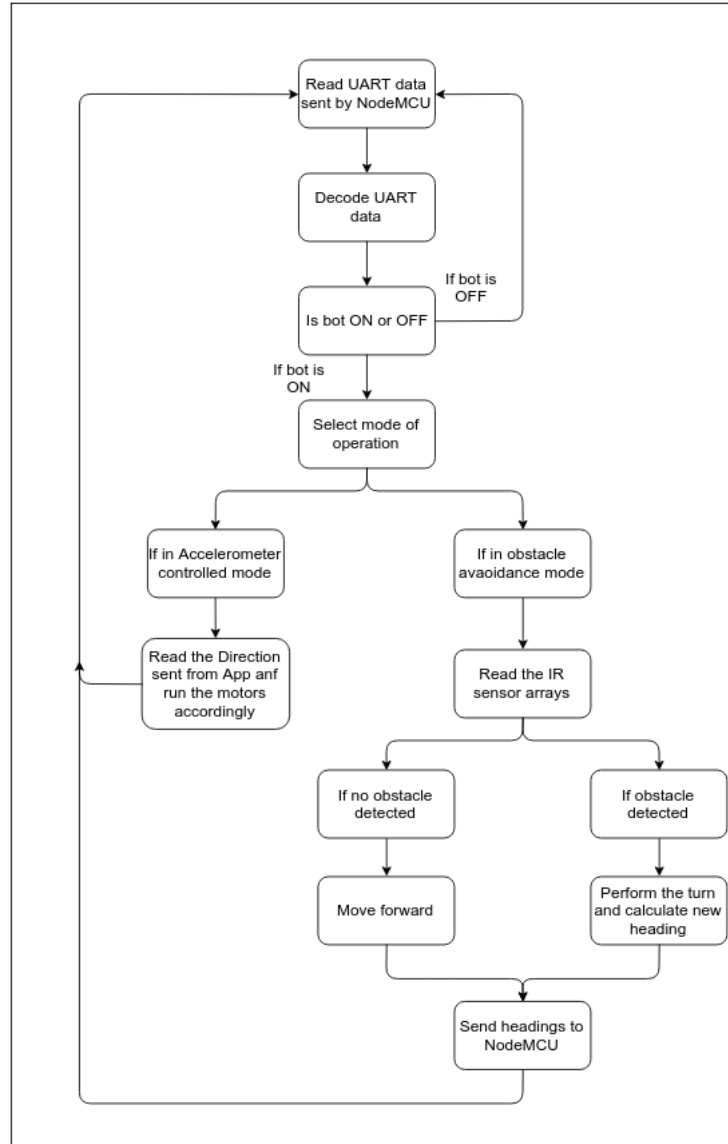 Read UART data
sent by NodeMCU
Decode UART
data
If bot is
OFF
Is bot ON or OFF
If bot is
ON
Select mode of
operation
If in Accelerometer
controlled mode
If in obstacle
avaoidance mode
Read the Direction
sent from App anf
run the motors
accordingly
Read the IR
sensor arrays
If no obstacle
detected
If obstacle
detected
Move forward
Perform the turn
and calculate new
heading
Send headings to
NodeMCU